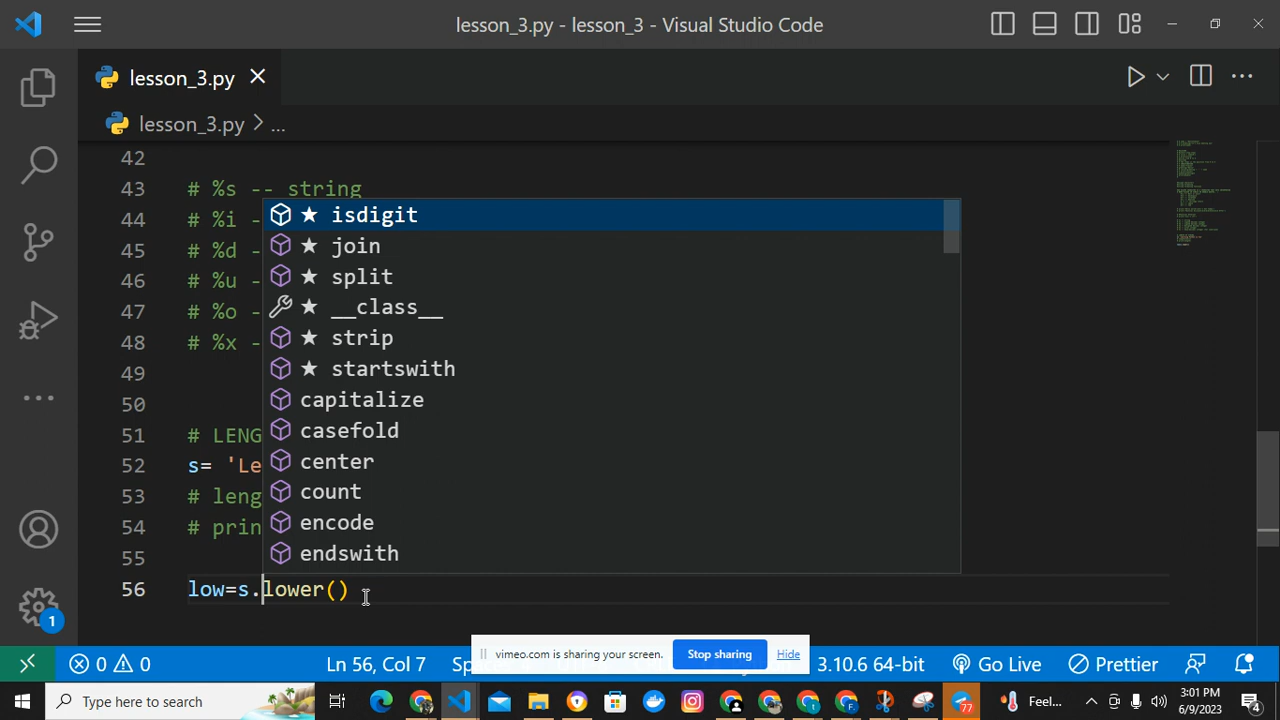 lesson_3.py - lesson_3 - Visual Studio Code
lesson_3.py
lesson_3.py > ...
42
43 # %s -- string
44 # %i -
45 # %d -
46 # %u -
47 # %o -
48 # %x -
49
50
51 # LENG
52 s= 'Le
53 # leng
54 # prin
55
56 low=s.lower()
★ isdigit
★ join
★ split
★ __class__
★ strip
★ startswith
capitalize
casefold
center
count
encode
endswith
vimeo.com is sharing your screen. Stop sharing Hide
1
0 0 Ln 56, Col 7 3.10.6 64-bit Go Live Prettier
Type here to search 77 Feel... 3:01 PM
6/9/2023 4